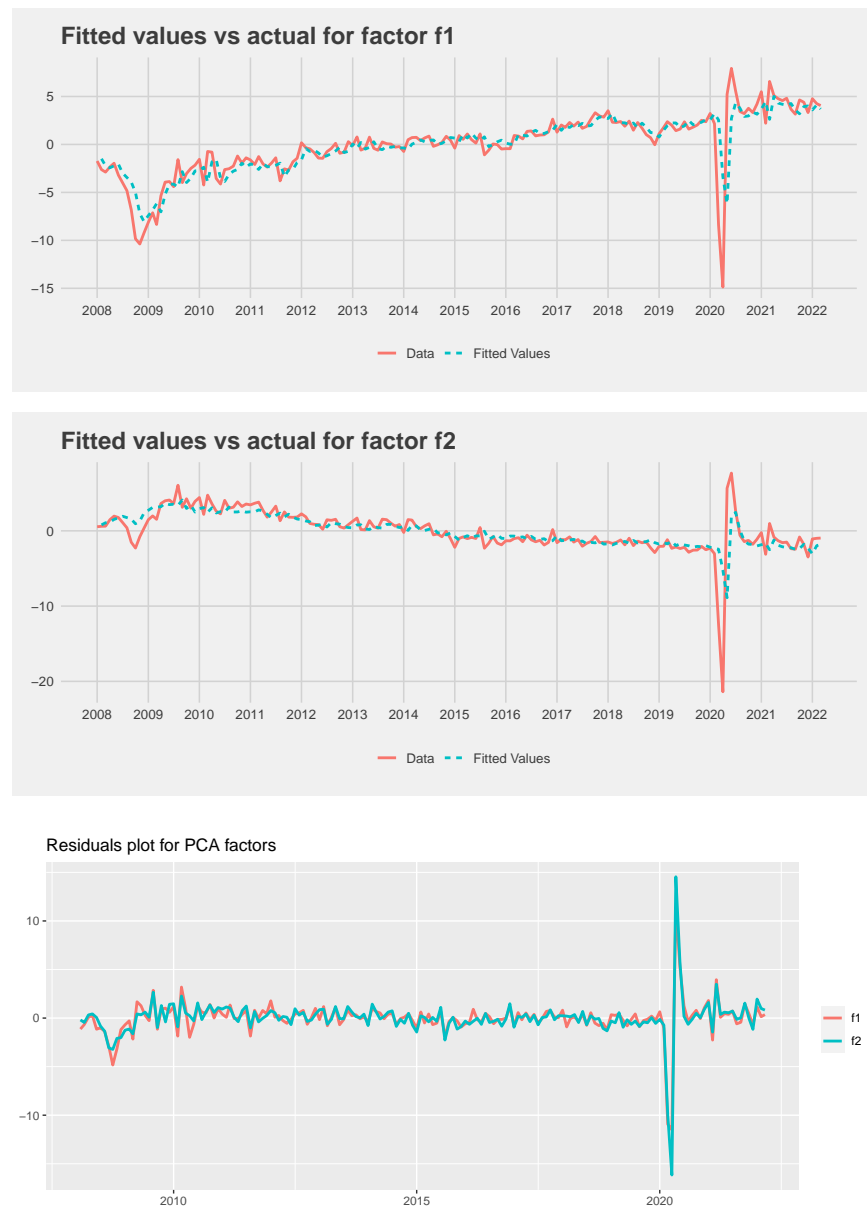 Fitted values vs actual for factor f1
5
0
−5
−10
−15
2008 2009 2010 2011 2012 2013 2014 2015 2016 2017 2018 2019 2020 2021 2022
Data Fitted Values
Fitted values vs actual for factor f2
0
−10
−20
2008 2009 2010 2011 2012 2013 2014 2015 2016 2017 2018 2019 2020 2021 2022
Data Fitted Values
Residuals plot for PCA factors
10
0
−10
2010 2015 2020
f1
f2